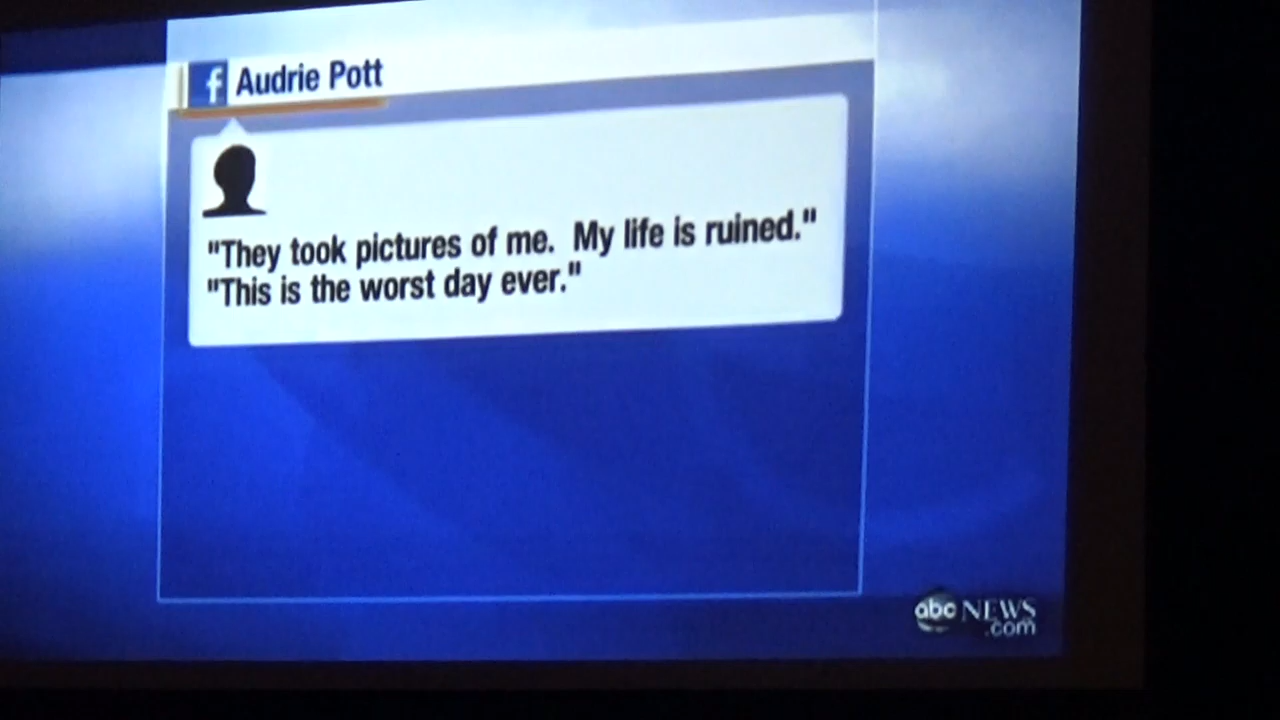 f Audrie Pott
"They took pictures of me. My life is ruined."
"This is the worst day ever."
abc NEWS
.com